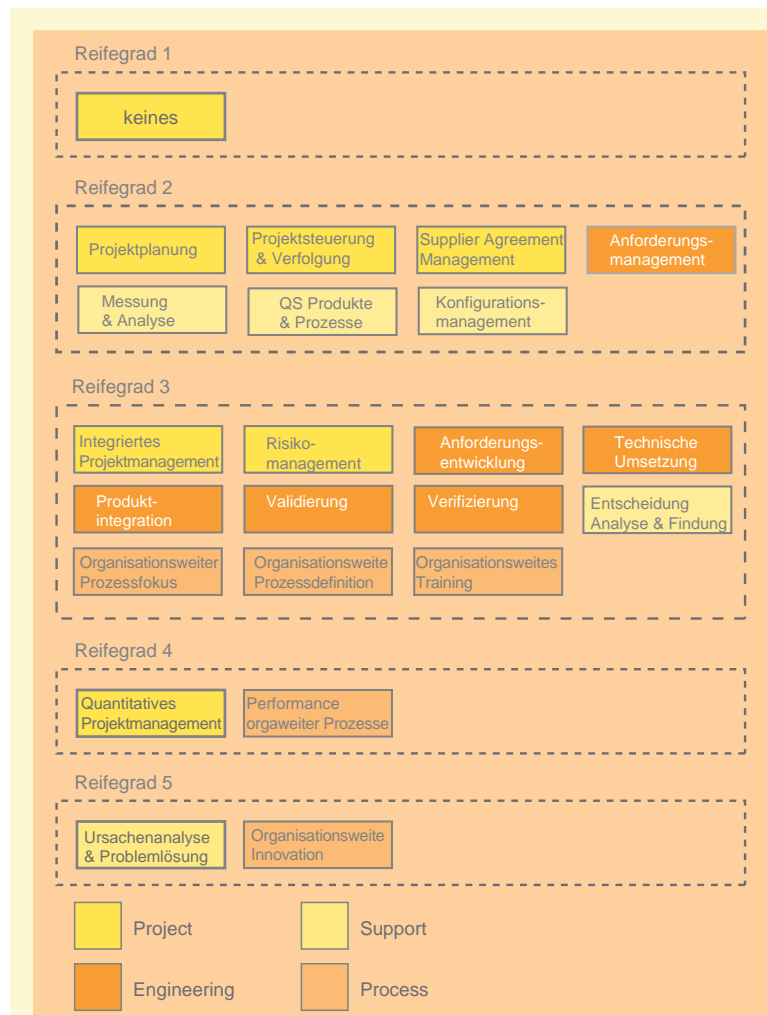 Reifegrad 1
keines
Reifegrad 2
Projektplanung
Projektsteuerung
& Verfolgung
Supplier Agreement
Management
Anforderungs-
management
Messung
& Analyse
QS Produkte
& Prozesse
Konfigurations-
management
Reifegrad 3
Integriertes
Projektmanagement
Risiko-
management
Anforderungs-
entwicklung
Technische
Umsetzung
Produkt-
integration
Validierung
Verifizierung
Entscheidung
Analyse & Findung
Organisationsweiter
Prozessfokus
Organisationsweite
Prozessdefinition
Organisationsweites
Training
Reifegrad 4
Quantitatives
Projektmanagement
Performance
orgaweiter Prozesse
Reifegrad 5
Ursachenanalyse
& Problemlösung
Organisationsweite
Innovation
Project
Support
Engineering
Process